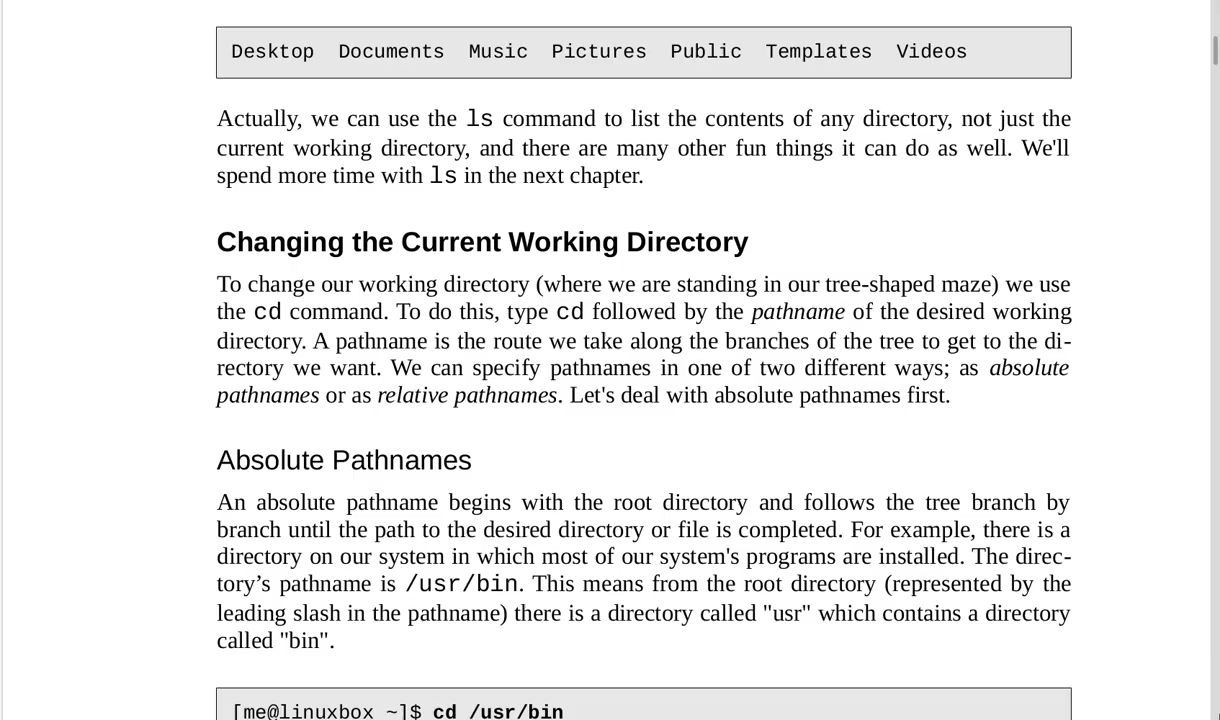 Desktop  Documents  Music  Pictures  Public  Templates  Videos
Actually, we can use the ls command to list the contents of any directory, not just the
current working directory, and there are many other fun things it can do as well. We'll
spend more time with ls in the next chapter.
Changing the Current Working Directory
To change our working directory (where we are standing in our tree-shaped maze) we use
the cd command. To do this, type cd followed by the pathname of the desired working
directory. A pathname is the route we take along the branches of the tree to get to the di-
rectory we want. We can specify pathnames in one of two different ways; as absolute
pathnames or as relative pathnames. Let's deal with absolute pathnames first.
Absolute Pathnames
An absolute pathname begins with the root directory and follows the tree branch by
branch until the path to the desired directory or file is completed. For example, there is a
directory on our system in which most of our system's programs are installed. The direc-
tory’s pathname is /usr/bin. This means from the root directory (represented by the
leading slash in the pathname) there is a directory called "usr" which contains a directory
called "bin".
[me@linuxbox ~]$ cd /usr/bin